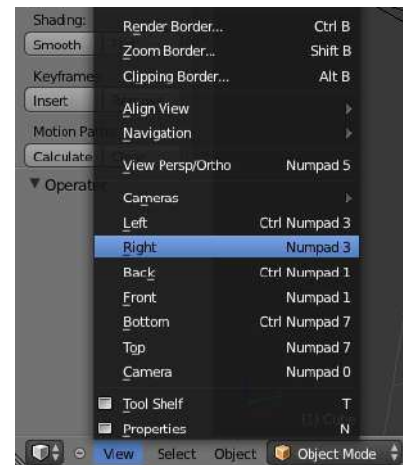 Shading:
Smooth
Keyframe
Insert
Motion Pa
Calculate
Operat
Render Border... Ctrl B
Zoom Border... Shift B
Clipping Border... Alt B
Align View
Navigation
View Persp/Ortho Numpad 5
Cameras
Left Ctrl Numpad 3
Right Numpad 3
Back Ctrl Numpad 1
Front Numpad 1
Bottom Ctrl Numpad 7
Top Numpad 7
Camera Numpad 0
Tool Shelf T
Properties N
View Select Object Object Mode